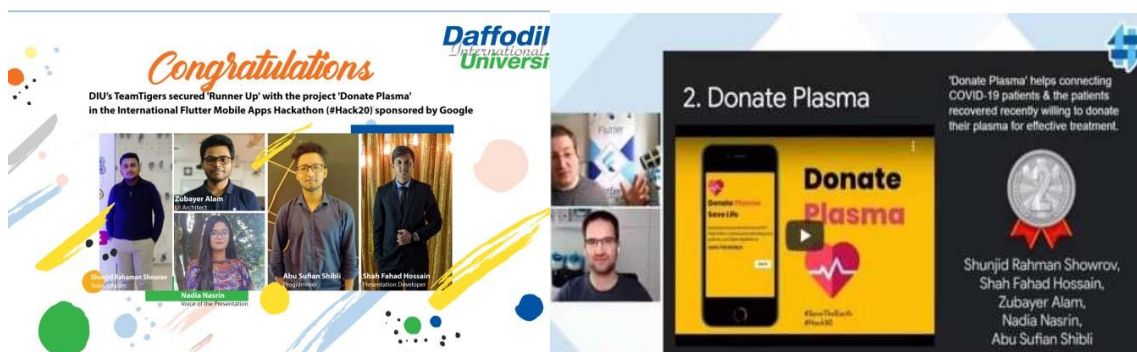 Daffodil
International
Universi
Congratulations
DIU's TeamTigers secured 'Runner Up' with the project 'Donate Plasma'
in the International Flutter Mobile Apps Hackathon (#Hack20) sponsored by Google
Zubayer Alam
UI Architect
Shunjid Rahaman Shourav
Team Leader
Nadia Nasrin
Voice of the Presentation
Abu Sufian Shibli
Programmer
Shah Fahad Hossain
Presentation Developer
Flutter
2. Donate Plasma
Donate Plasma
Save Life
Donate
Plasma
#SaveTheEarth
#Hack20
'Donate Plasma' helps connecting
COVID-19 patients & the patients
recovered recently willing to donate
their plasma for effective treatment.
2
Shunjid Rahman Showrov,
Shah Fahad Hossain,
Zubayer Alam,
Nadia Nasrin,
Abu Sufian Shibli